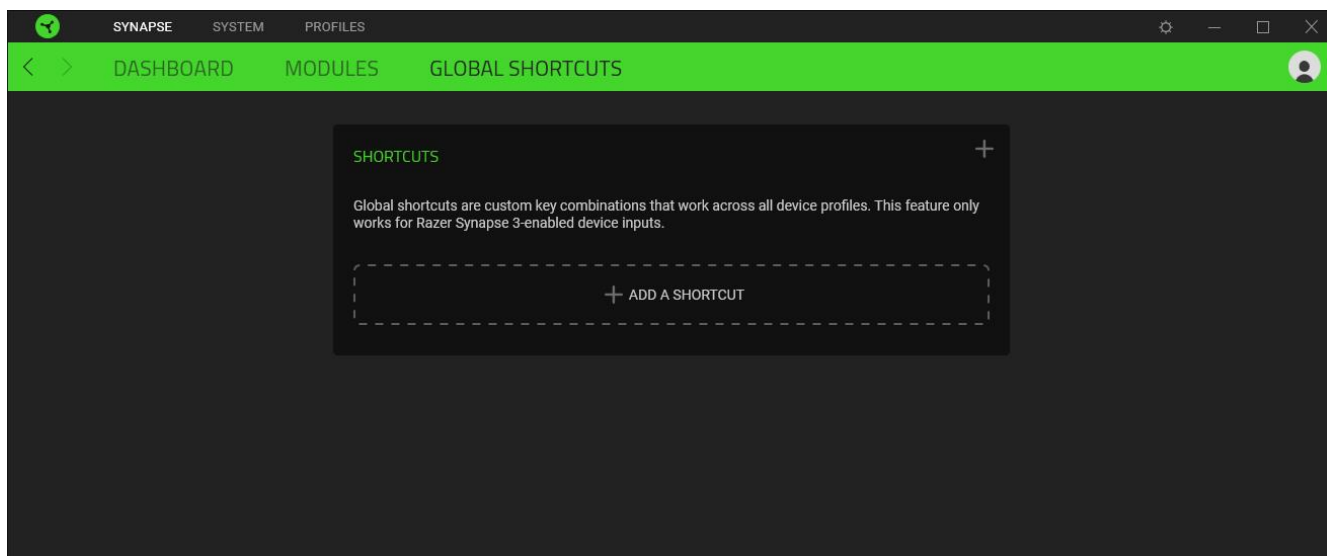 SYNAPSE SYSTEM PROFILES
DASHBOARD MODULES GLOBAL SHORTCUTS
SHORTCUTS
Global shortcuts are custom key combinations that work across all device profiles. This feature only
works for Razer Synapse 3-enabled device inputs.
ADD A SHORTCUT